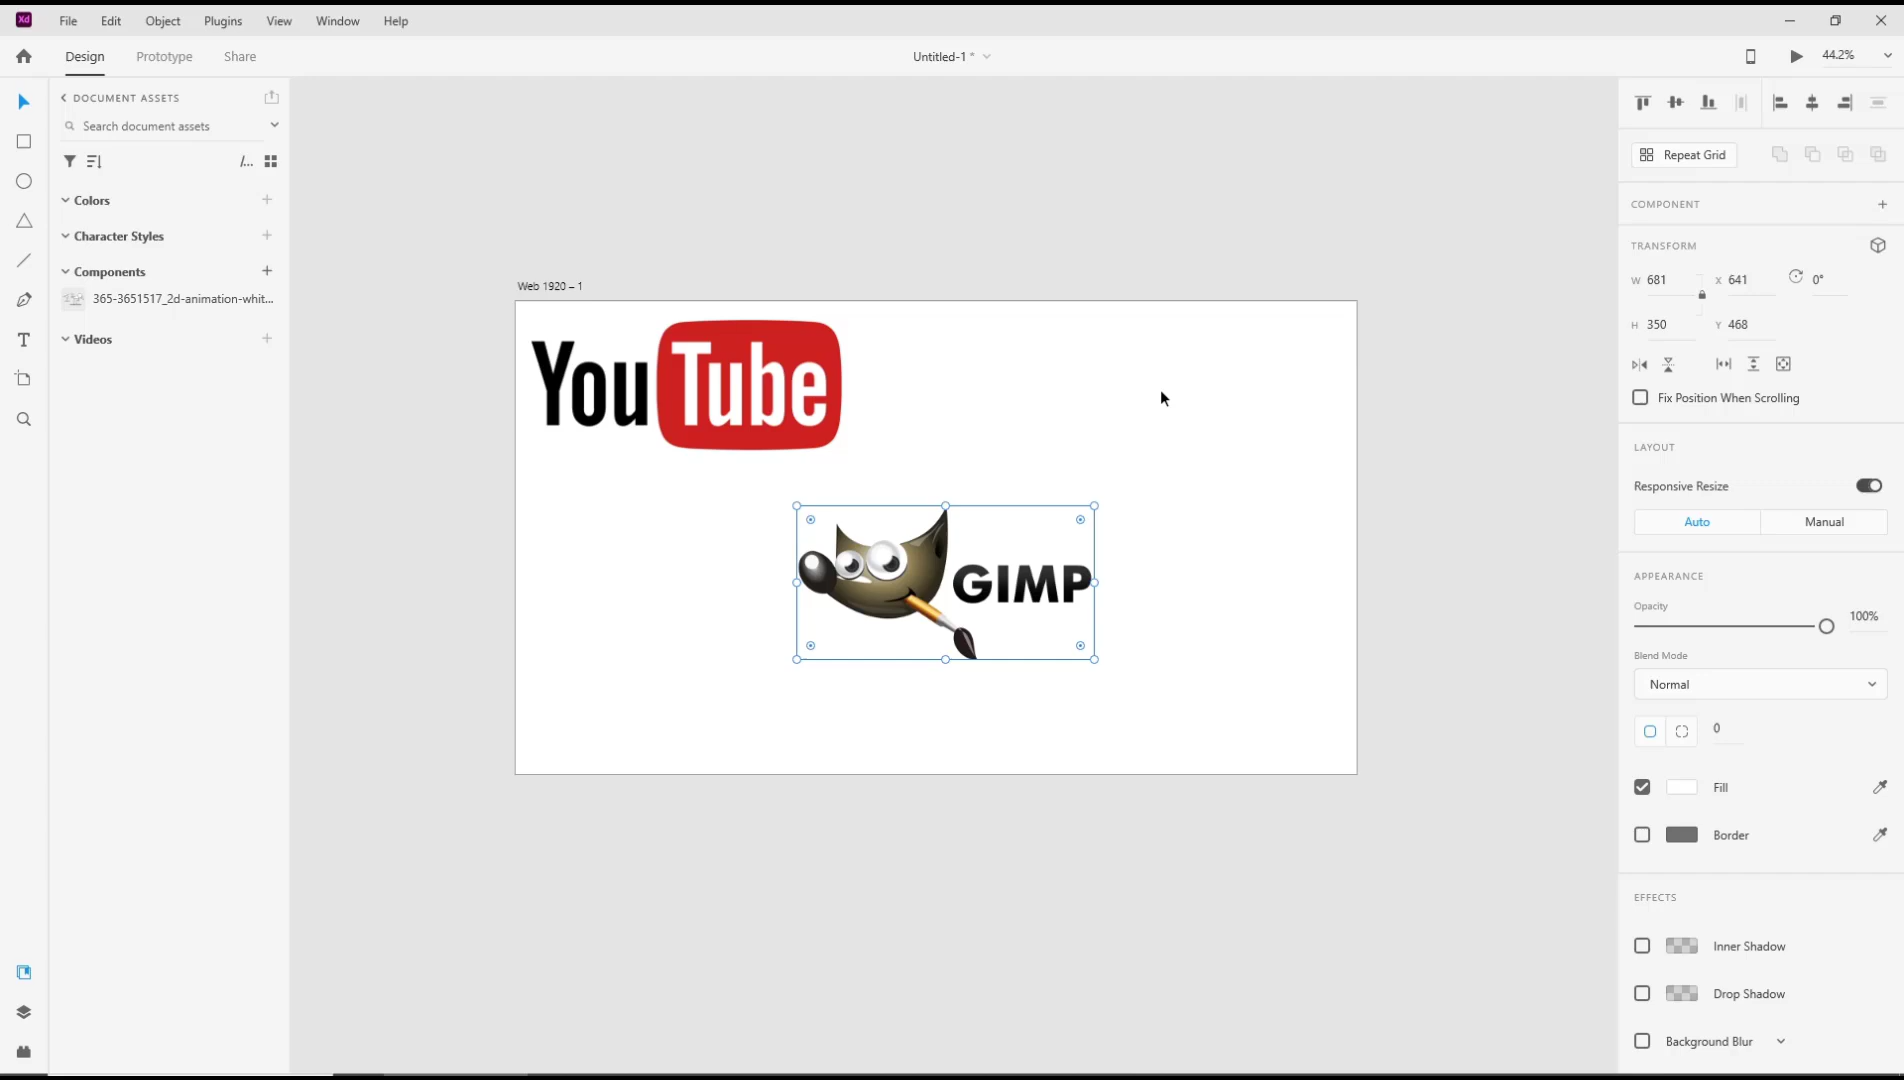 Xd File Edit Object Plugins View Window Help
Design Prototype Share
Untitled-1 *
44.2%
DOCUMENT ASSETS
Search document assets
/...
Colors
Character Styles
Components
365-3651517_2d-animation-whit...
Videos
Web 1920 – 1
YouTube
GIMP
Repeat Grid
COMPONENT
TRANSFORM
W 681 X 641 0°
H 350 Y 468
Fix Position When Scrolling
LAYOUT
Responsive Resize
Auto Manual
APPEARANCE
Opacity
100%
Blend Mode
Normal
0
Fill
Border
EFFECTS
Inner Shadow
Drop Shadow
Background Blur